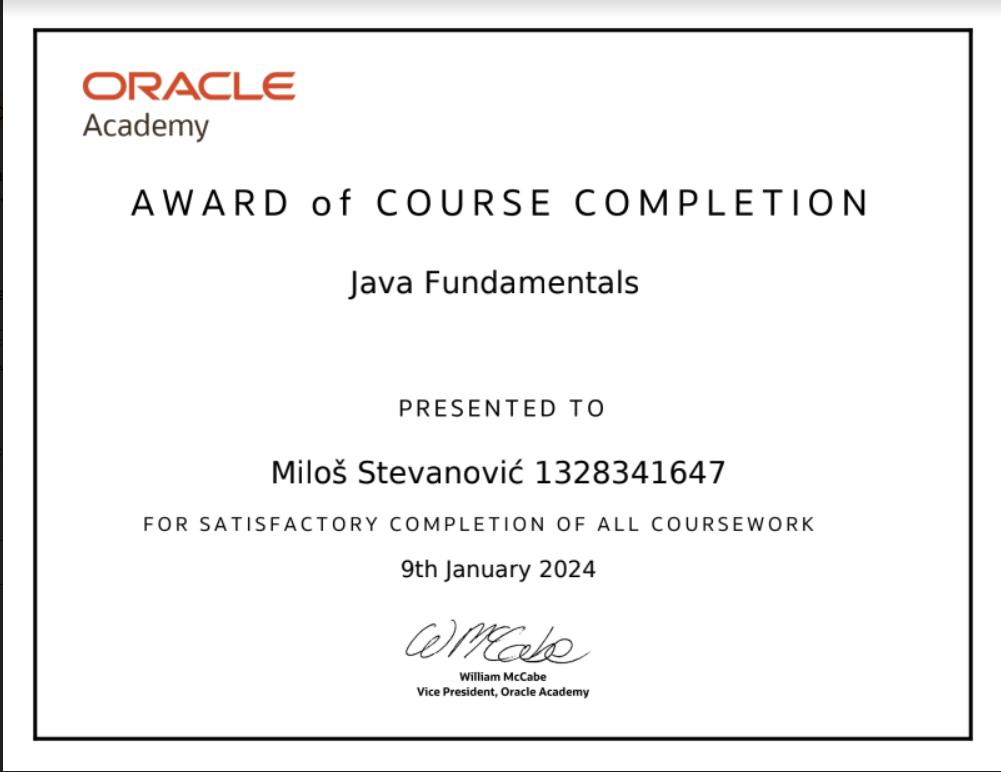 ORACLE
Academy
AWARD of COURSE COMPLETION
Java Fundamentals
PRESENTED TO
Miloš Stevanović 1328341647
FOR SATISFACTORY COMPLETION OF ALL COURSEWORK
9th January 2024
W McCabe
William McCabe
Vice President, Oracle Academy